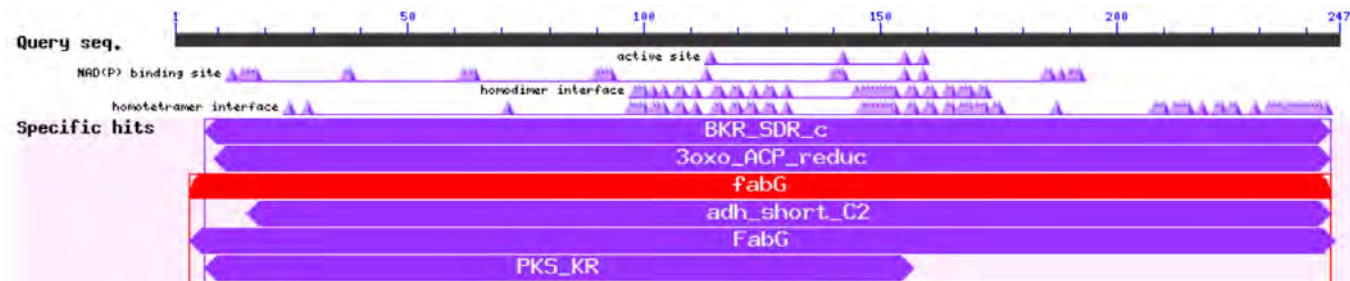 1 50 100 150 200 247
Query seq.
active site
NAD(P) binding site
homodimer interface
homotetramer interface
Specific hits
BKR_SDR_c
3oxo_ACP_reduc
fabG
adh_short_C2
FabG
PKS_KR